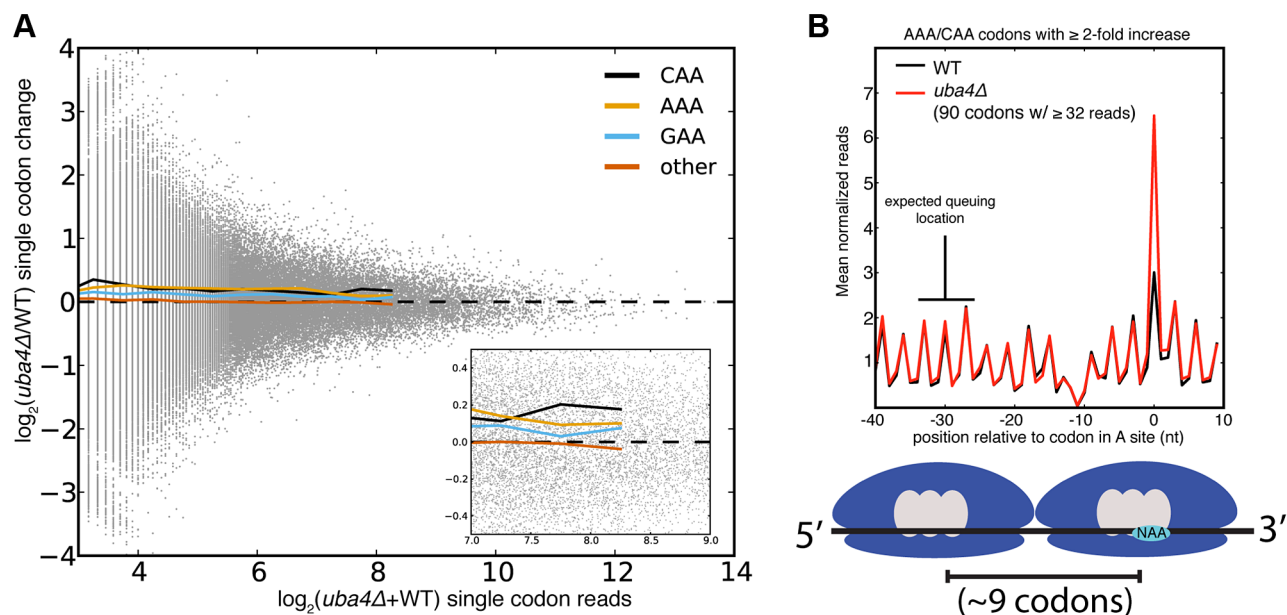 A
log₂(uba4Δ/WT) single codon change
4
3
2
1
0
−1
−2
−3
−4
CAA
AAA
GAA
other
0.4
0.2
0.0
−0.2
−0.4
7.0 7.5 8.0 8.5 9.0
4 6 8 10 12 14
log₂(uba4Δ+WT) single codon reads
B
AAA/CAA codons with ≥ 2-fold increase
WT
uba4Δ
(90 codons w/ ≥ 32 reads)
expected queuing
location
Mean normalized reads
7
6
5
4
3
2
1
-40 -30 -20 -10 0 10
position relative to codon in A site (nt)
5′ NAA 3′
(~9 codons)